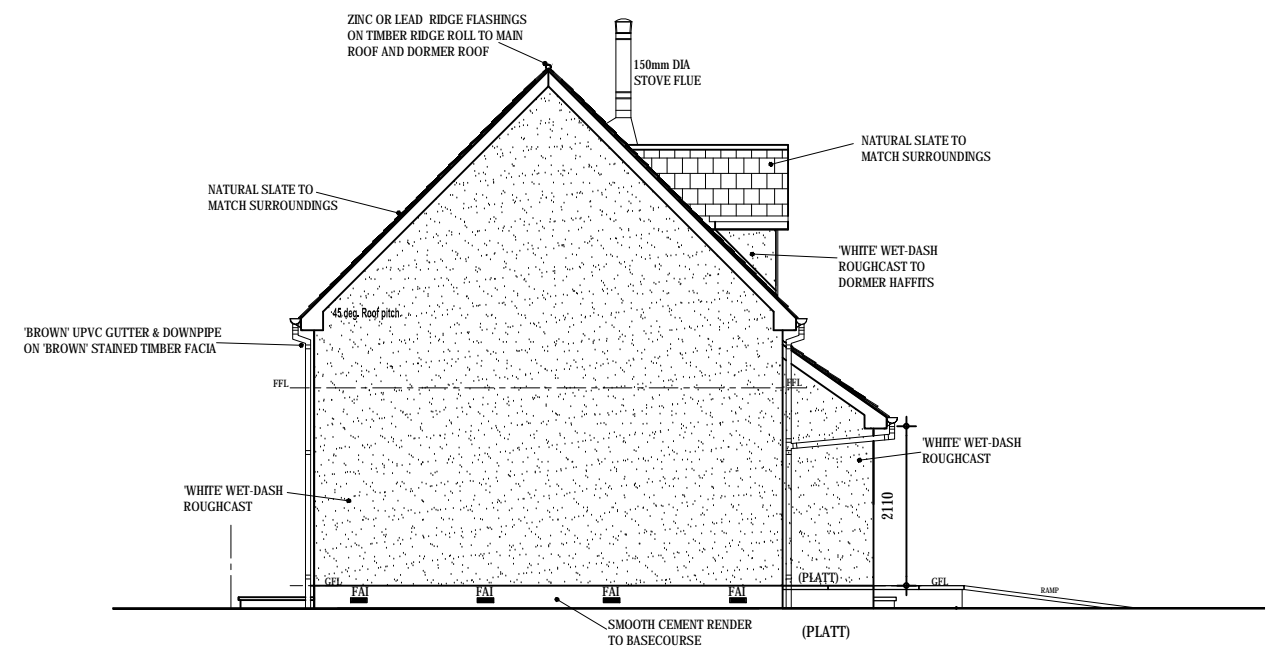 ZINC OR LEAD RIDGE FLASHINGS
ON TIMBER RIDGE ROLL TO MAIN
ROOF AND DORMER ROOF
150mm DIA
STOVE FLUE
NATURAL SLATE TO
MATCH SURROUNDINGS
NATURAL SLATE TO
MATCH SURROUNDINGS
'WHITE' WET-DASH
ROUGHCAST TO
DORMER HAFFITS
45 deg. Roof pitch
'BROWN' UPVC GUTTER & DOWNPIPE
ON 'BROWN' STAINED TIMBER FACIA
FFL
FFL
'WHITE' WET-DASH
ROUGHCAST
'WHITE' WET-DASH
ROUGHCAST
2110
GFL
(PLATT)
GFL
FAI
FAI
FAI
FAI
RAMP
SMOOTH CEMENT RENDER
TO BASECOURSE
(PLATT)